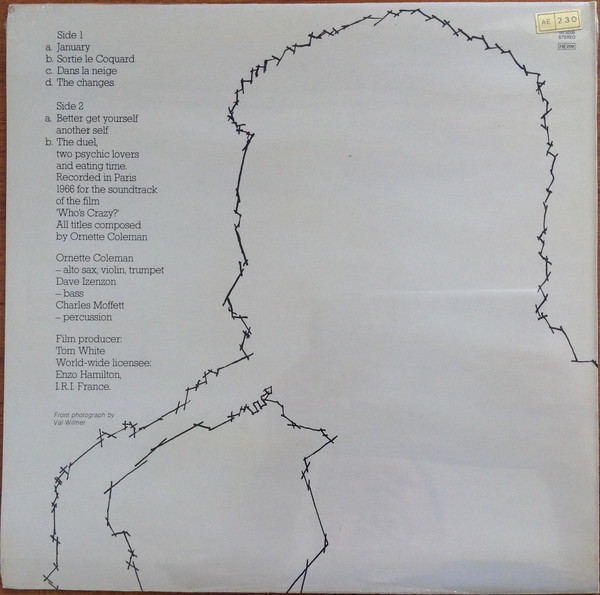 Side 1
a. January
b. Sortie le Coquard
c. Dans la neige
d. The changes
Side 2
a. Better get yourself
another self
b. The duel,
two psychic lovers
and eating time.
Recorded in Paris
1966 for the soundtrack
of the film
'Who's Crazy?'
All titles composed
by Ornette Coleman
Ornette Coleman
– alto sax, violin, trumpet
Dave Izenzon
– bass
Charles Moffett
– percussion
Film producer:
Tom White
World-wide licensee:
Enzo Hamilton,
I.R.I. France.
Front photograph by
Val Wilmer
AE 230
STEREO